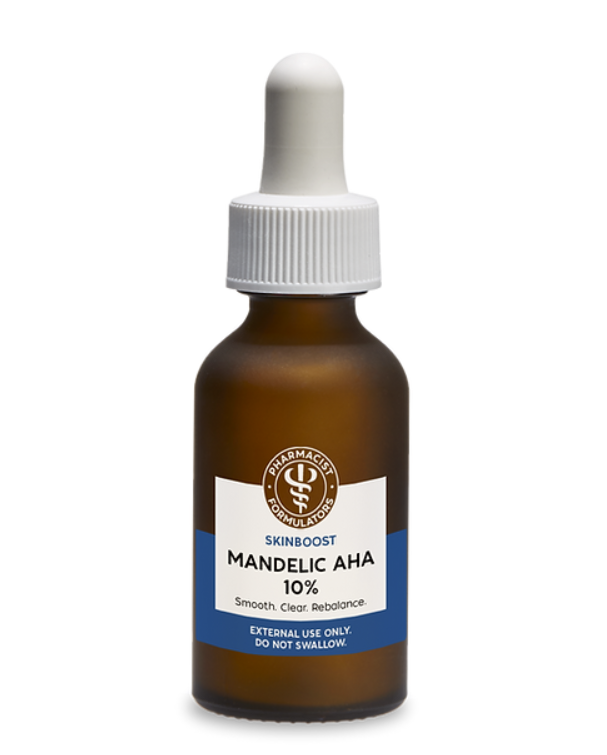 PHARMACIST
FORMULATORS
SKINBOOST
MANDELIC AHA
10%
Smooth. Clear. Rebalance.
EXTERNAL USE ONLY.
DO NOT SWALLOW.